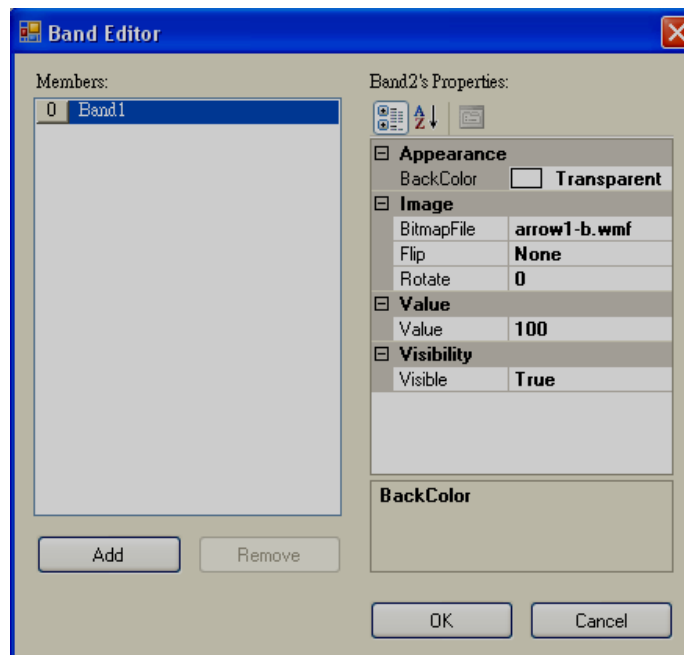 Band Editor
Members:
0 Band1
Add
Remove
Band2's Properties:
A
Z
Appearance
BackColor Transparent
Image
BitmapFile arrow1-b.wmf
Flip None
Rotate 0
Value
Value 100
Visibility
Visible True
BackColor
OK
Cancel